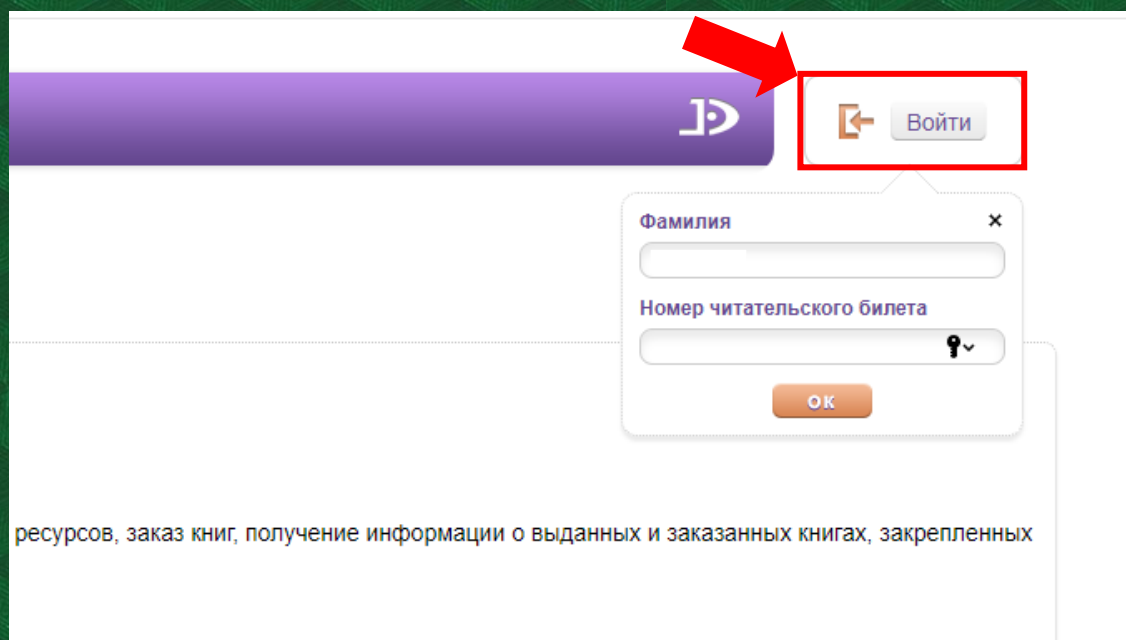 Войти
Фамилия
Номер читательского билета
ок
ресурсов, заказ книг, получение информации о выданных и заказанных книгах, закрепленных